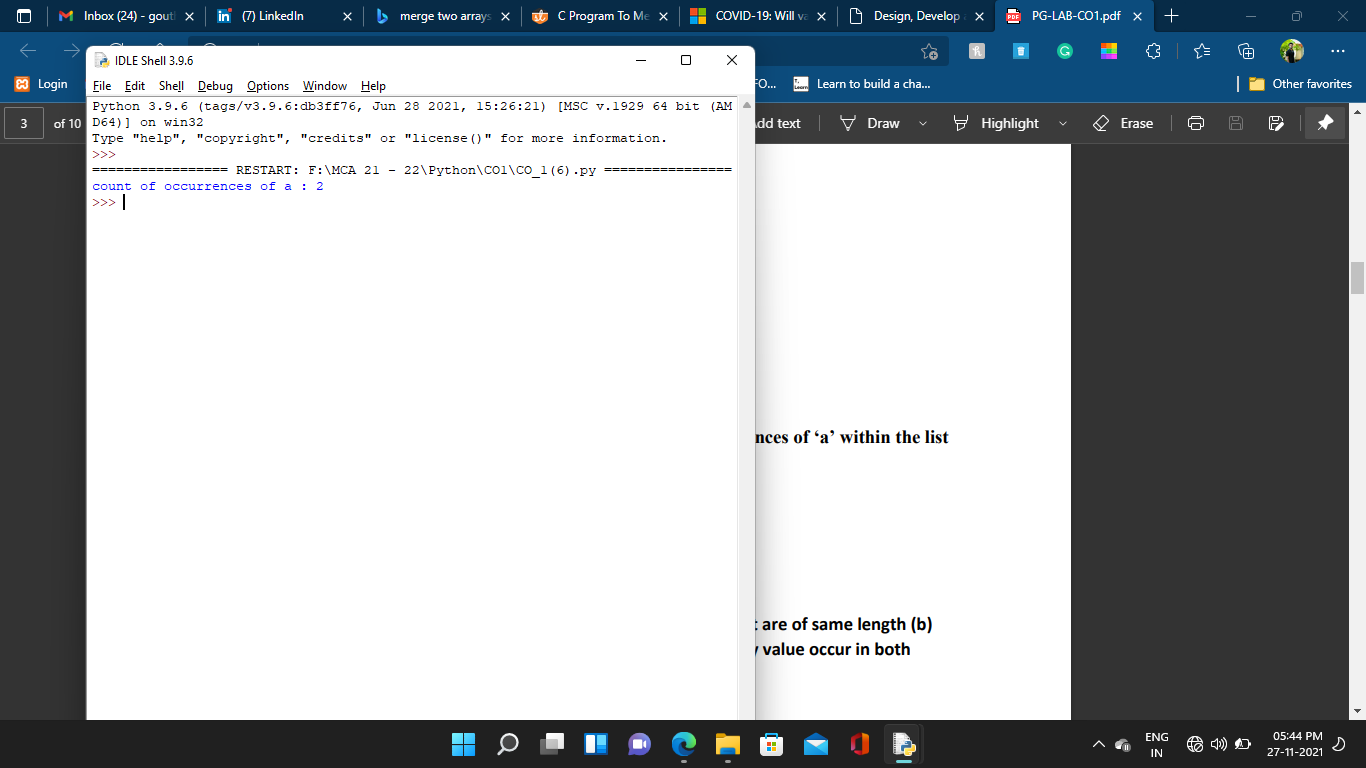 Inbox (24) - gouti
(7) LinkedIn
merge two arrays
C Program To Me
COVID-19: Will va
Design, Develop a
PG-LAB-CO1.pdf
IDLE Shell 3.9.6
Login
FO...
Learn to build a cha...
Other favorites
File Edit Shell Debug Options Window Help
Python 3.9.6 (tags/v3.9.6:db3ff76, Jun 28 2021, 15:26:21) [MSC v.1929 64 bit (AM
D64)] on win32
Type "help", "copyright", "credits" or "license()" for more information.
>>>
================= RESTART: F:\MCA 21 - 22\Python\CO1\CO_1(6).py ================
count of occurrences of a : 2
>>>
3 of 10
dd text
Draw
Highlight
Erase
nces of ‘a’ within the list
are of same length (b)
value occur in both
ENG
IN
05:44 PM
27-11-2021